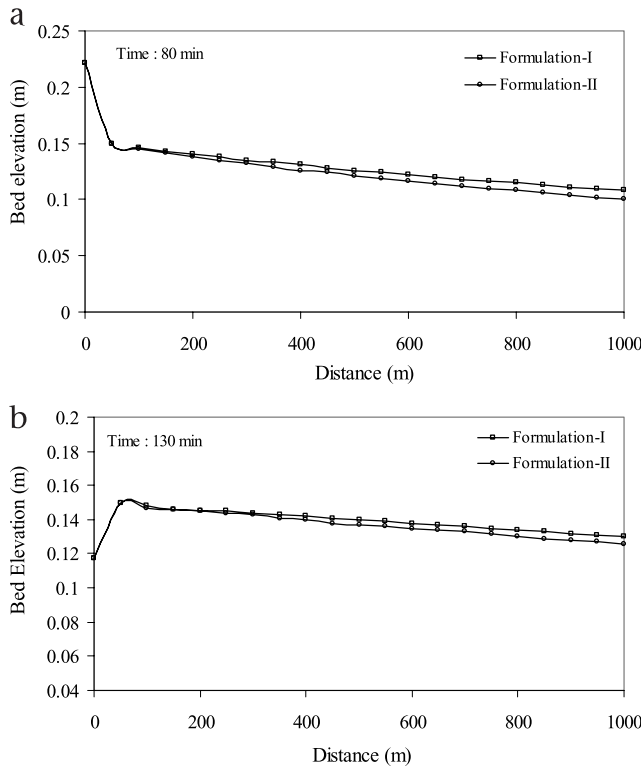 a
0.25
Time : 80 min
Formulation-I
0.2
Formulation-II
Bed elevation (m)
0.15
0.1
0.05
0
0 200 400 600 800 1000
Distance (m)
b
0.2
Time : 130 min
Formulation-I
0.18
Formulation-II
0.16
Bed Elevation (m)
0.14
0.12
0.1
0.08
0.06
0.04
0 200 400 600 800 1000
Distance (m)